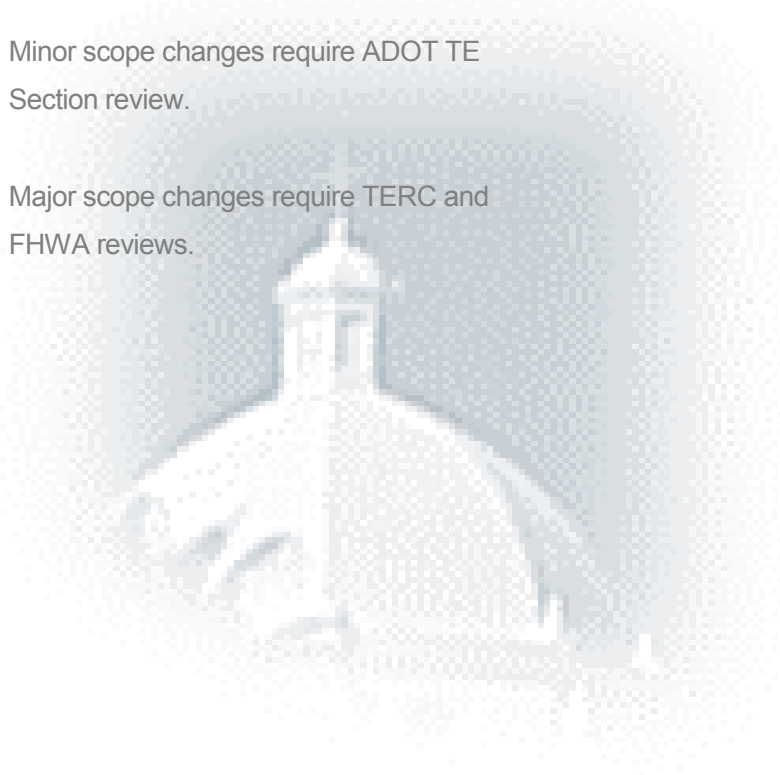 Minor scope changes require ADOT TE
Section review.
Major scope changes require TERC and
FHWA reviews.